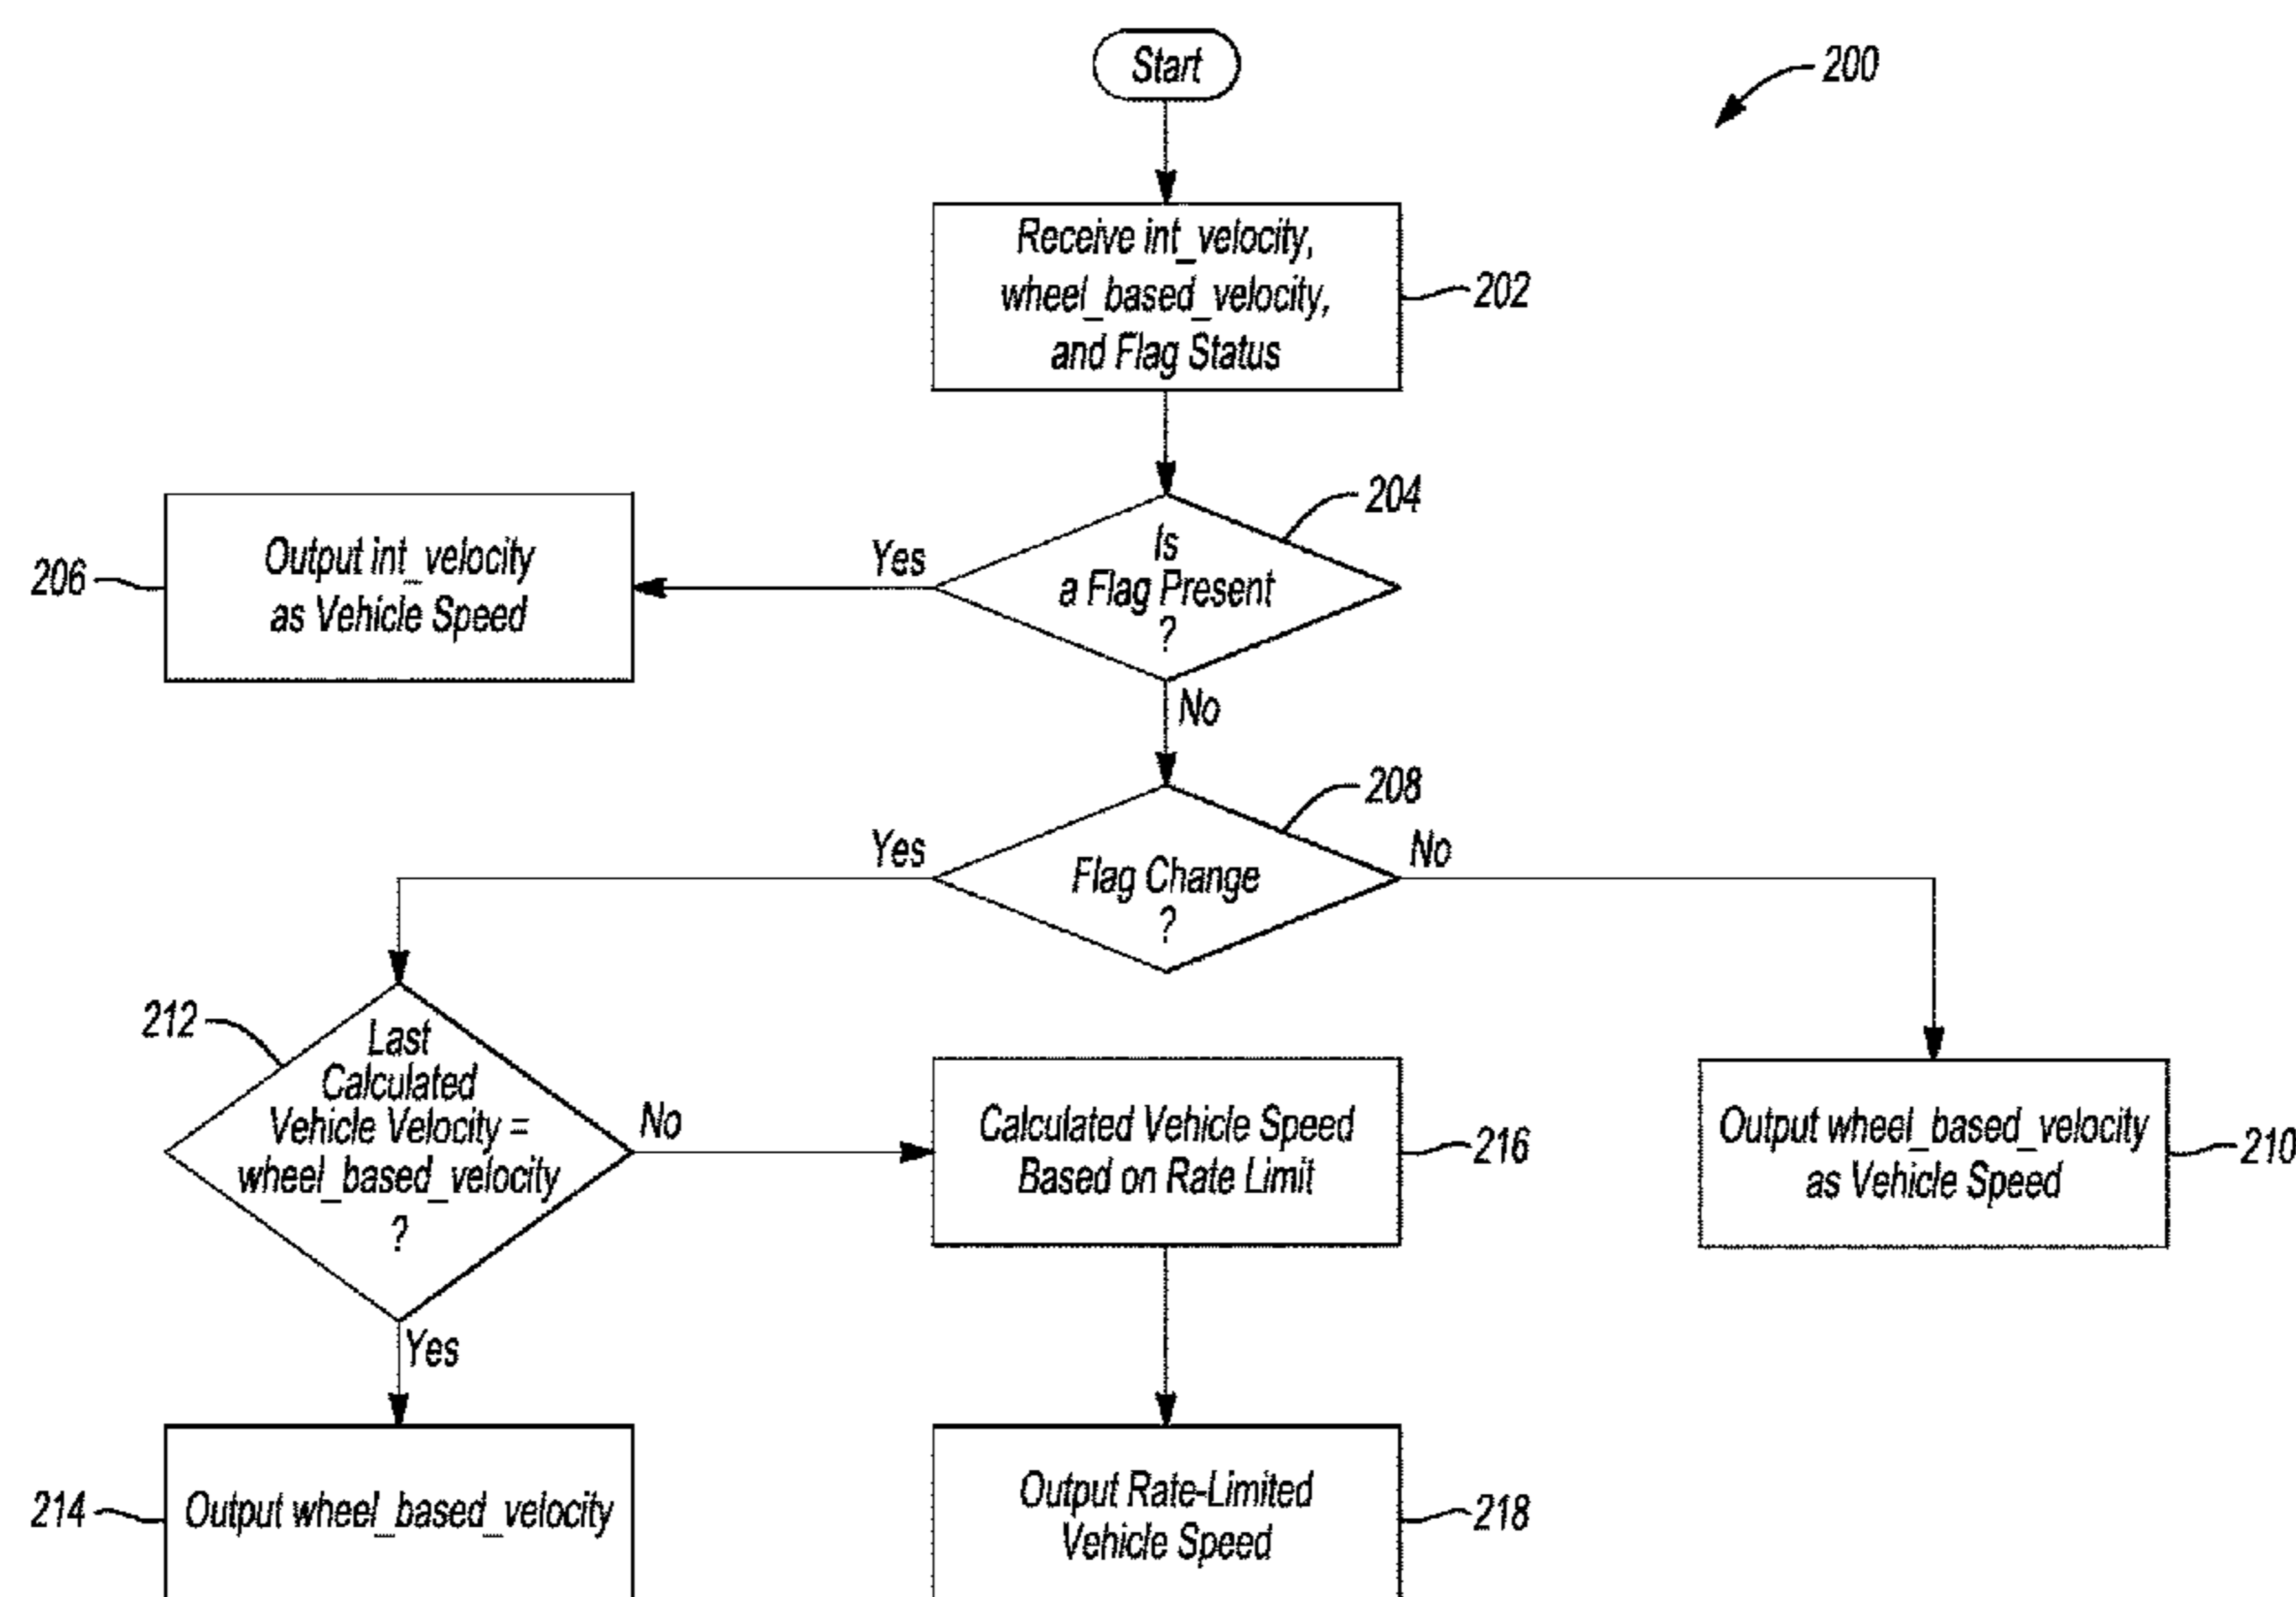 Start
200
Receive int_velocity,
wheel_based_velocity,
and Flag Status
202
204
Is
a Flag Present
?
Yes
Output int_velocity
as Vehicle Speed
206
No
208
Flag Change
?
Yes
No
212
Last
Calculated
Vehicle Velocity =
wheel_based_velocity
?
No
Calculated Vehicle Speed
Based on Rate Limit
216
Output wheel_based_velocity
as Vehicle Speed
210
Yes
214
Output wheel_based_velocity
Output Rate-Limited
Vehicle Speed
218